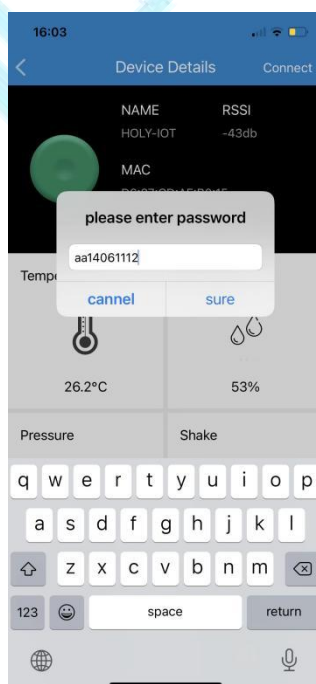 16:03
Device Details Connect
NAME RSSI
HOLY-IOT -43db
MAC
please enter password
aa14061112
cannel sure
26.2°C 53%
Pressure Shake
q w e r t y u i o p
a s d f g h j k l
z x c v b n m
123 space return